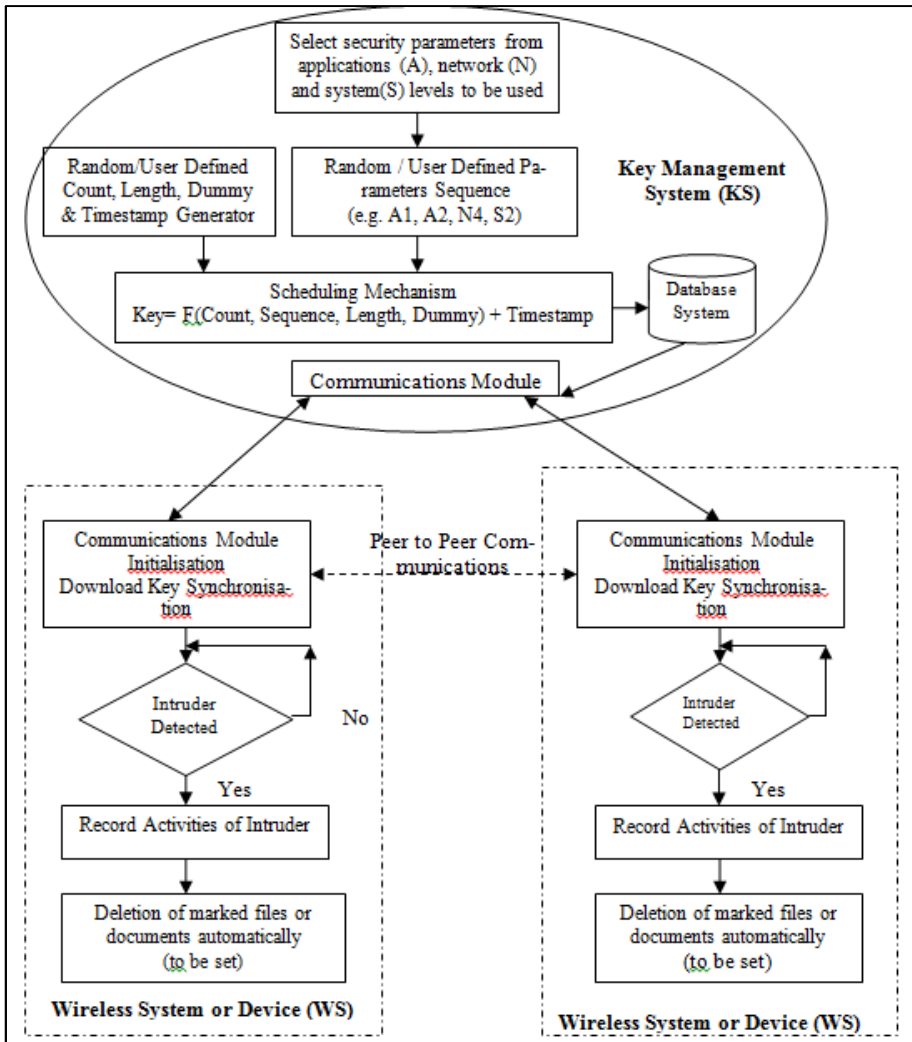 Select security parameters from
applications (A), network (N)
and system(S) levels to be used
Random/User Defined
Count, Length, Dummy
& Timestamp Generator
Random / User Defined Pa-
rameters Sequence
(e.g. A1, A2, N4, S2)
Key Management
System (KS)
Scheduling Mechanism
Key= F(Count, Sequence, Length, Dummy) + Timestamp
Database
System
Communications Module
Communications Module
Initialisation
Download Key Synchronisa-
tion
Peer to Peer Com-
munications
Communications Module
Initialisation
Download Key Synchronisa-
tion
Intruder
Detected
No
Yes
Record Activities of Intruder
Deletion of marked files or
documents automatically
(to be set)
Wireless System or Device (WS)
Intruder
Detected
Yes
Record Activities of Intruder
Deletion of marked files or
documents automatically
(to be set)
Wireless System or Device (WS)